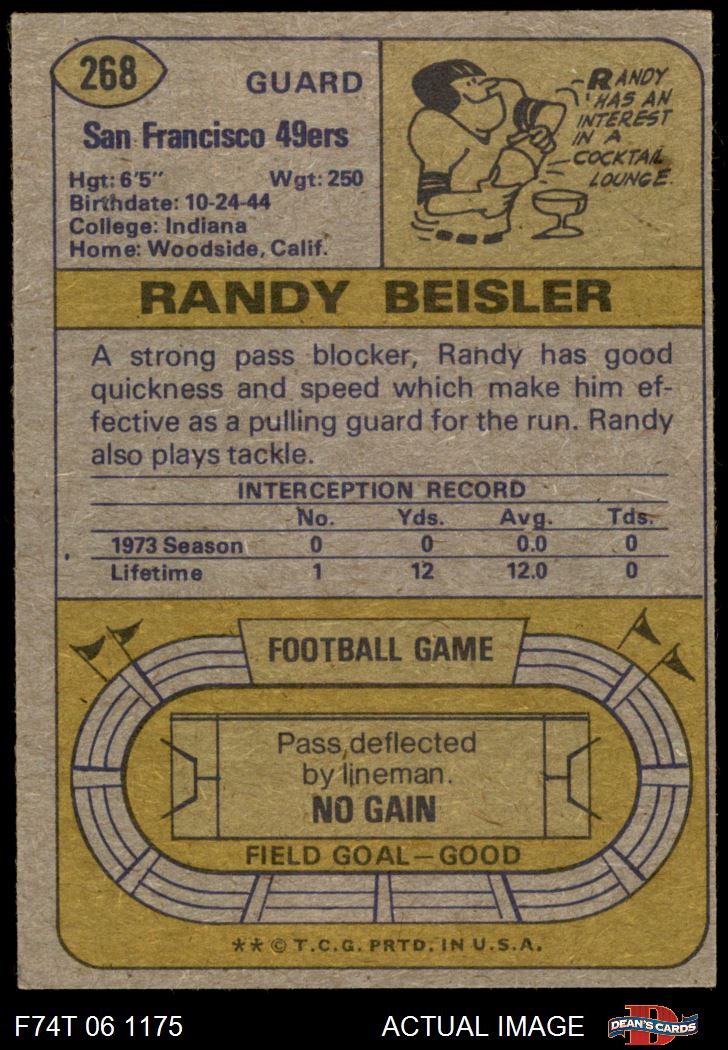 268
GUARD
San Francisco 49ers
Hgt: 6'5" Wgt: 250
Birthdate: 10-24-44
College: Indiana
Home: Woodside, Calif.
RANDY
HAS AN
INTEREST
IN A
COCKTAIL
LOUNGE.
RANDY BEISLER
A strong pass blocker, Randy has good
quickness and speed which make him ef-
fective as a pulling guard for the run. Randy
also plays tackle.
INTERCEPTION RECORD
No. Yds. Avg. Tds.
1973 Season 0 0 0.0 0
Lifetime 1 12 12.0 0
FOOTBALL GAME
Pass deflected
by lineman.
NO GAIN
FIELD GOAL—GOOD
** © T.C.G. PRTD. IN U.S.A.
F74T 06 1175 ACTUAL IMAGE
D
DEAN'S CARDS